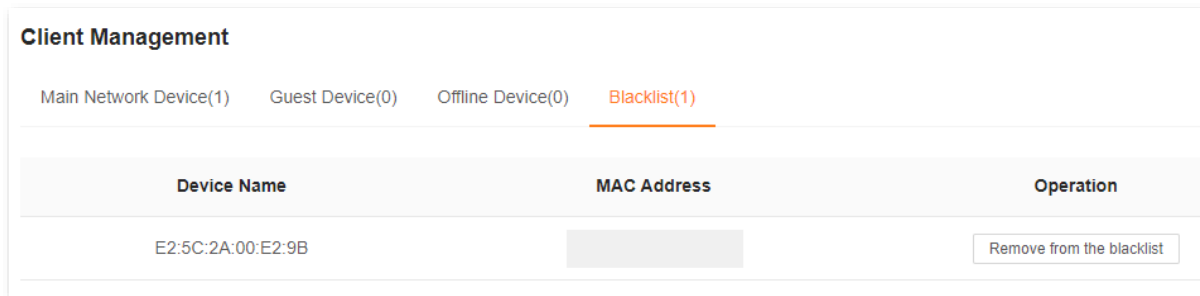 Client Management
Main Network Device(1) Guest Device(0) Offline Device(0) Blacklist(1)
Device Name MAC Address Operation
E2:5C:2A:00:E2:9B Remove from the blacklist